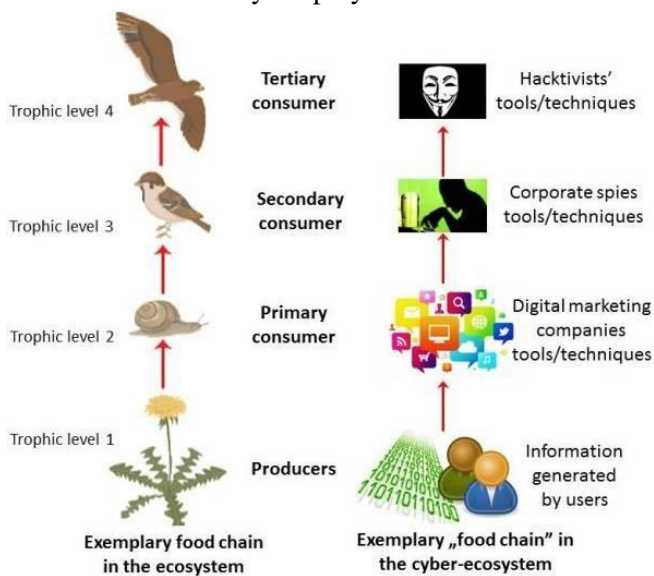 Trophic level 4
Tertiary
consumer
Hacktivists'
tools/techniques
Trophic level 3
Secondary
consumer
Corporate spies
tools/techniques
Trophic level 2
Primary
consumer
Digital marketing
companies
tools/techniques
Trophic level 1
Producers
Information
generated
by users
Exemplary food chain
in the ecosystem
Exemplary „food chain” in
the cyber-ecosystem